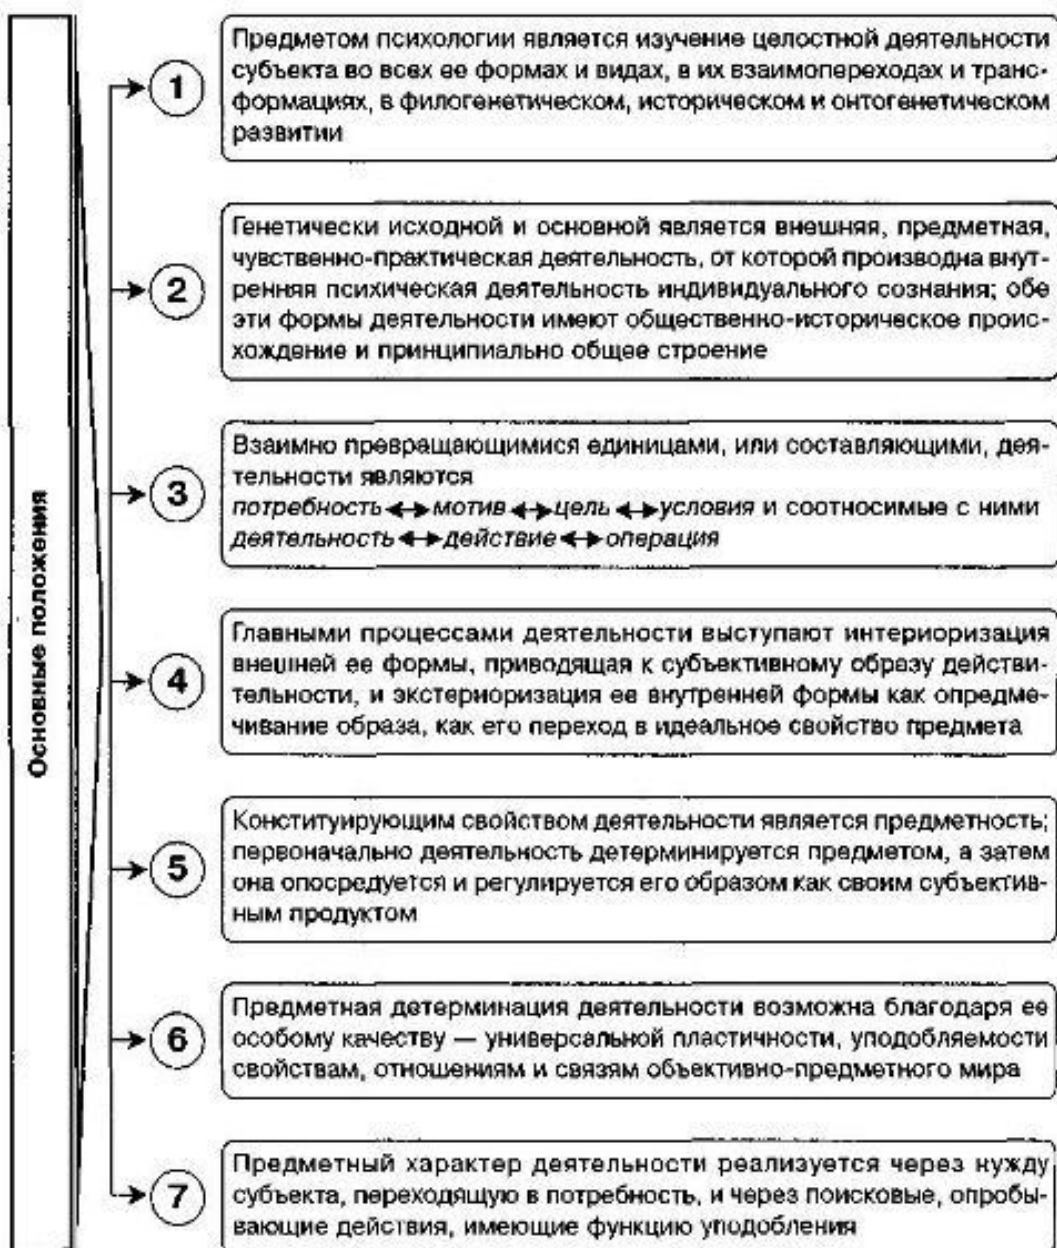 Основные положения
1
Предметом психологии является изучение целостной деятельности
субъекта во всех ее формах и видах, в их взаимопереходах и транс-
формациях, в филогенетическом, историческом и онтогенетическом
развитии
2
Генетически исходной и основной является внешняя, предметная,
чувственно-практическая деятельность, от которой производна внут-
ренняя психическая деятельность индивидуального сознания; обе
эти формы деятельности имеют общественно-историческое проис-
хождение и принципиально общее строение
3
Взаимно превращающимися единицами, или составляющими, дея-
тельности являются
потребность ↔ мотив ↔ цель ↔ условия и соотносимые с ними
деятельность ↔ действие ↔ операция
4
Главными процессами деятельности выступают интериоризация
внешней ее формы, приводящая к субъективному образу действи-
тельности, и экстериоризация ее внутренней формы как опредме-
чивание образа, как его переход в идеальное свойство предмета
5
Конституирующим свойством деятельности является предметность;
первоначально деятельность детерминируется предметом, а затем
она опосредуется и регулируется его образом как своим субъектив-
ным продуктом
6
Предметная детерминация деятельности возможна благодаря ее
особому качеству — универсальной пластичности, уподобляемости
свойствам, отношениям и связям объективно-предметного мира
7
Предметный характер деятельности реализуется через нужду
субъекта, переходящую в потребность, и через поисковые, опробы-
вающие действия, имеющие функцию уподобления